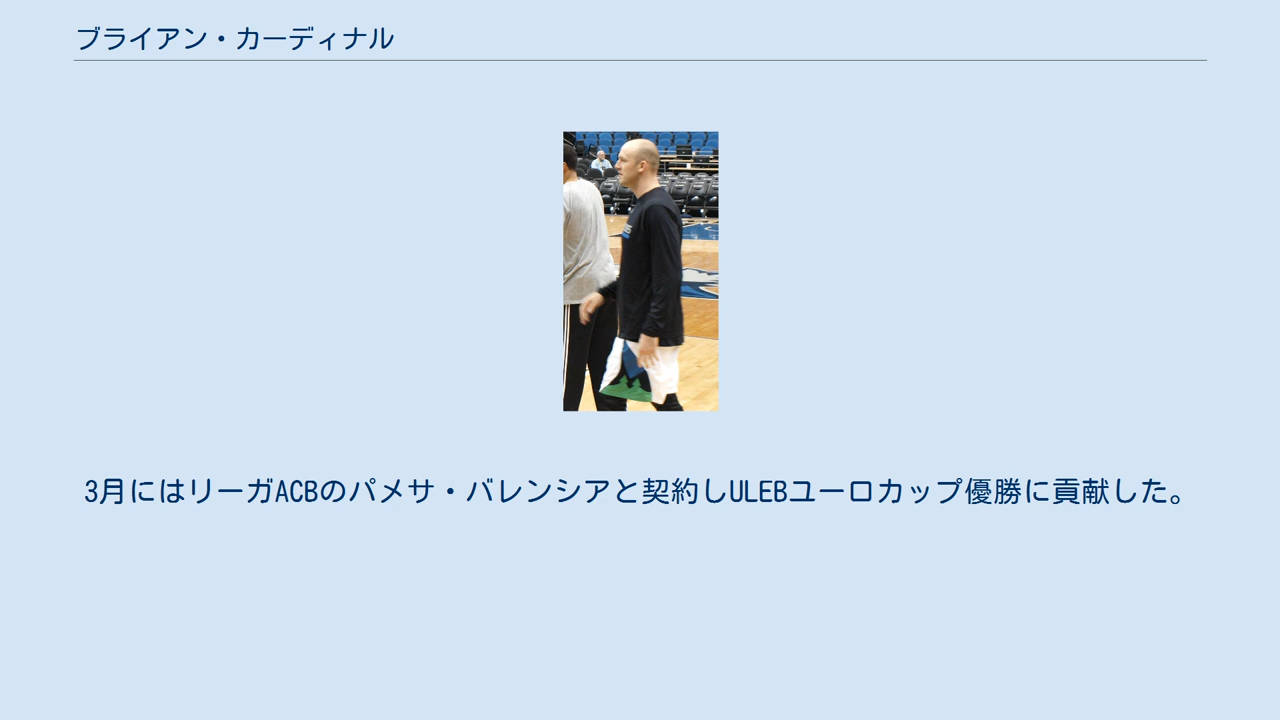 ブライアン・カーディナル
3月にはリーガACBのパメサ・バレンシアと契約しULEBユーロカップ優勝に貢献した。